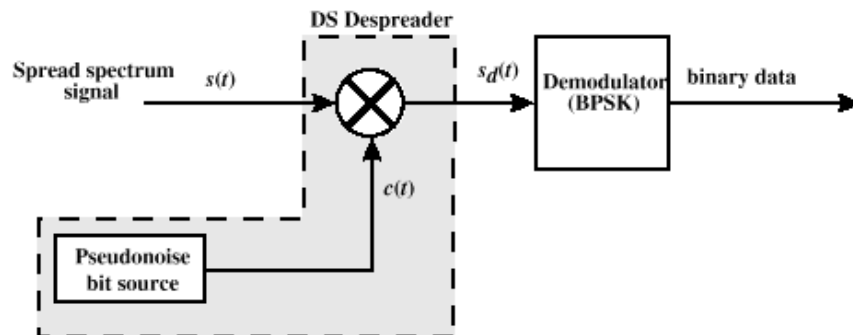 DS Despreader
Spread spectrum
signal
s(t)
s_d(t)
Demodulator
(BPSK)
binary data
c(t)
Pseudonoise
bit source